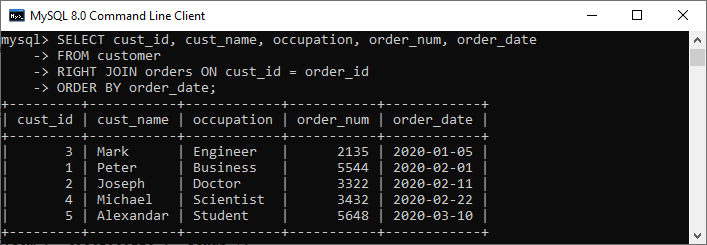 MySQL 8.0 Command Line Client
mysql> SELECT cust_id, cust_name, occupation, order_num, order_date
    -> FROM customer
    -> RIGHT JOIN orders ON cust_id = order_id
    -> ORDER BY order_date;
+---------+-----------+------------+-----------+------------+
| cust_id | cust_name | occupation | order_num | order_date |
+---------+-----------+------------+-----------+------------+
|       3 | Mark      | Engineer   |      2135 | 2020-01-05 |
|       1 | Peter     | Business   |      5544 | 2020-02-01 |
|       2 | Joseph    | Doctor     |      3322 | 2020-02-11 |
|       4 | Michael   | Scientist  |      3432 | 2020-02-22 |
|       5 | Alexandar | Student    |      5648 | 2020-03-10 |
+---------+-----------+------------+-----------+------------+